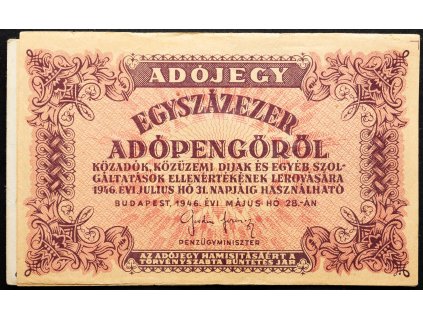 ADÓJEGY
EGYSZÁZEZER
ADÓPENGŐRŐL
KÖZADÓK, KÖZÜZEMI DIJAK ÉS EGYÉB SZOL-
GÁLTATÁSOK ELLENÉRTÉKÉNEK LEROVÁSÁRA
1946. ÉVI JULIUS HÓ 31. NAPJÁIG HASZNÁLHATÓ
BUDAPEST, 1946. ÉVI MÁJUS HÓ 28.-ÁN
PÉNZÜGYMINISZTER
AZ ADÓJEGY HAMISITÁSÁÉRT A
TÖRVÉNYSZABTA BÜNTETÉS JÁR.